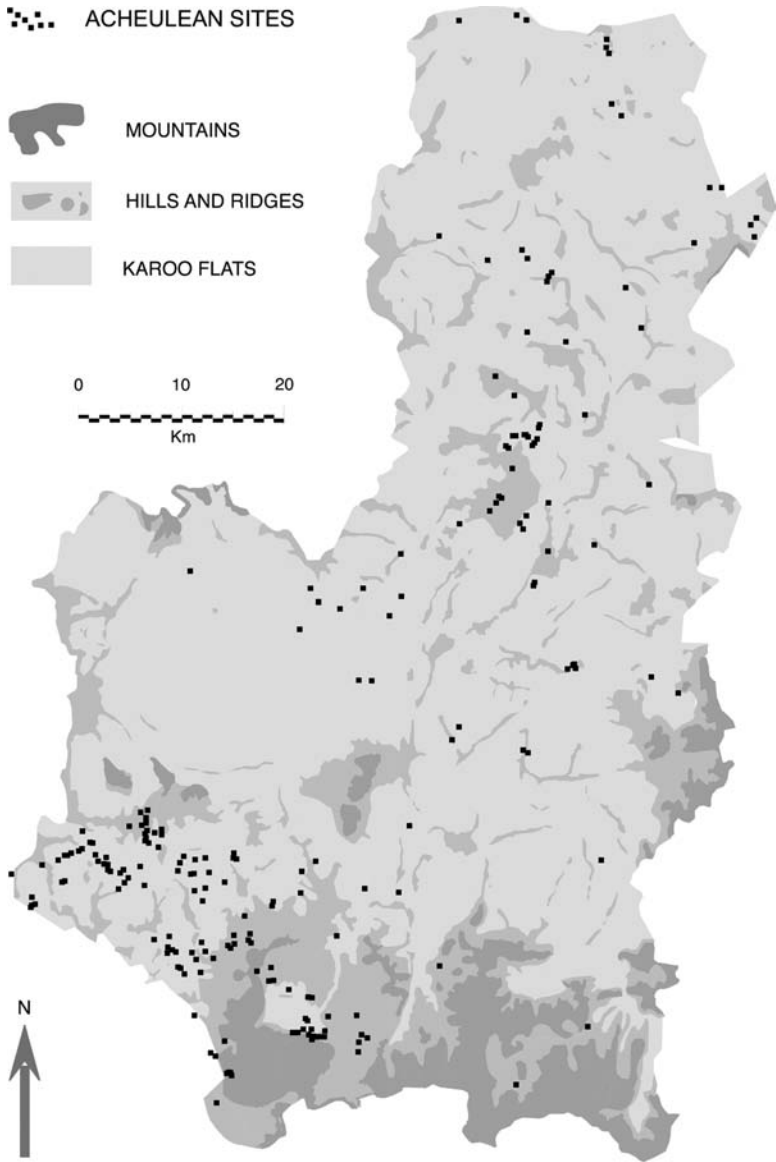 ACHEULEAN SITES
MOUNTAINS
HILLS AND RIDGES
KAROO FLATS
0 10 20
Km
N